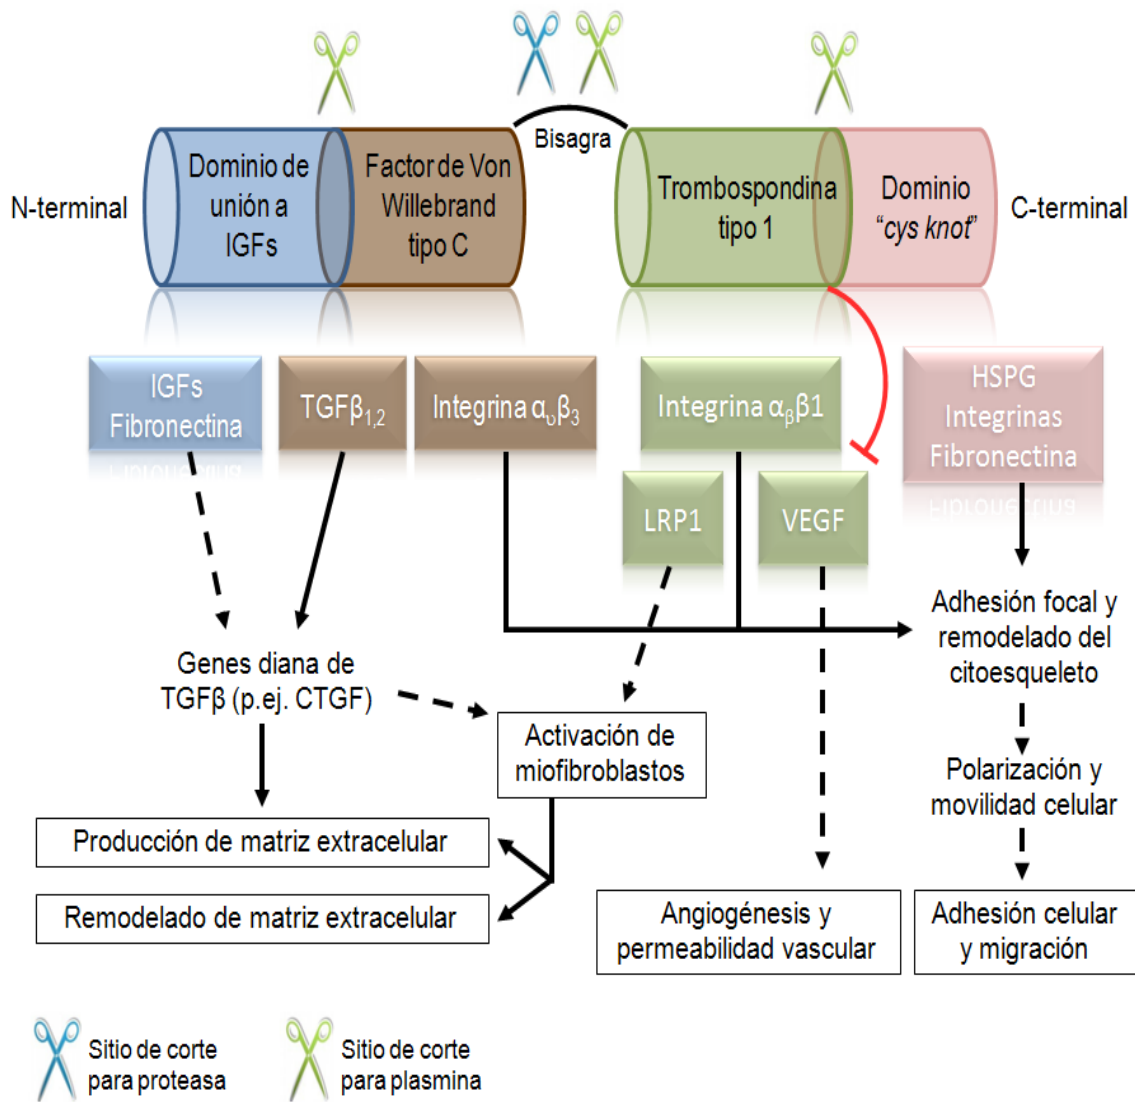 Bisagra
N-terminal
Dominio de
unión a
IGFs
Factor de Von
Willebrand
tipo C
Trombospondina
tipo 1
Dominio
“cys knot”
C-terminal
IGFs
Fibronectina
TGFβ1,2
Integrina αυβ3
Integrina αββ1
HSPG
Integrinas
Fibronectina
LRP1
VEGF
Genes diana de
TGFβ (p.ej. CTGF)
Adhesión focal y
remodelado del
citoesqueleto
Activación de
miofibroblastos
Polarización y
movilidad celular
Producción de matriz extracelular
Remodelado de matriz extracelular
Angiogénesis y
permeabilidad vascular
Adhesión celular
y migración
Sitio de corte
para proteasa
Sitio de corte
para plasmina